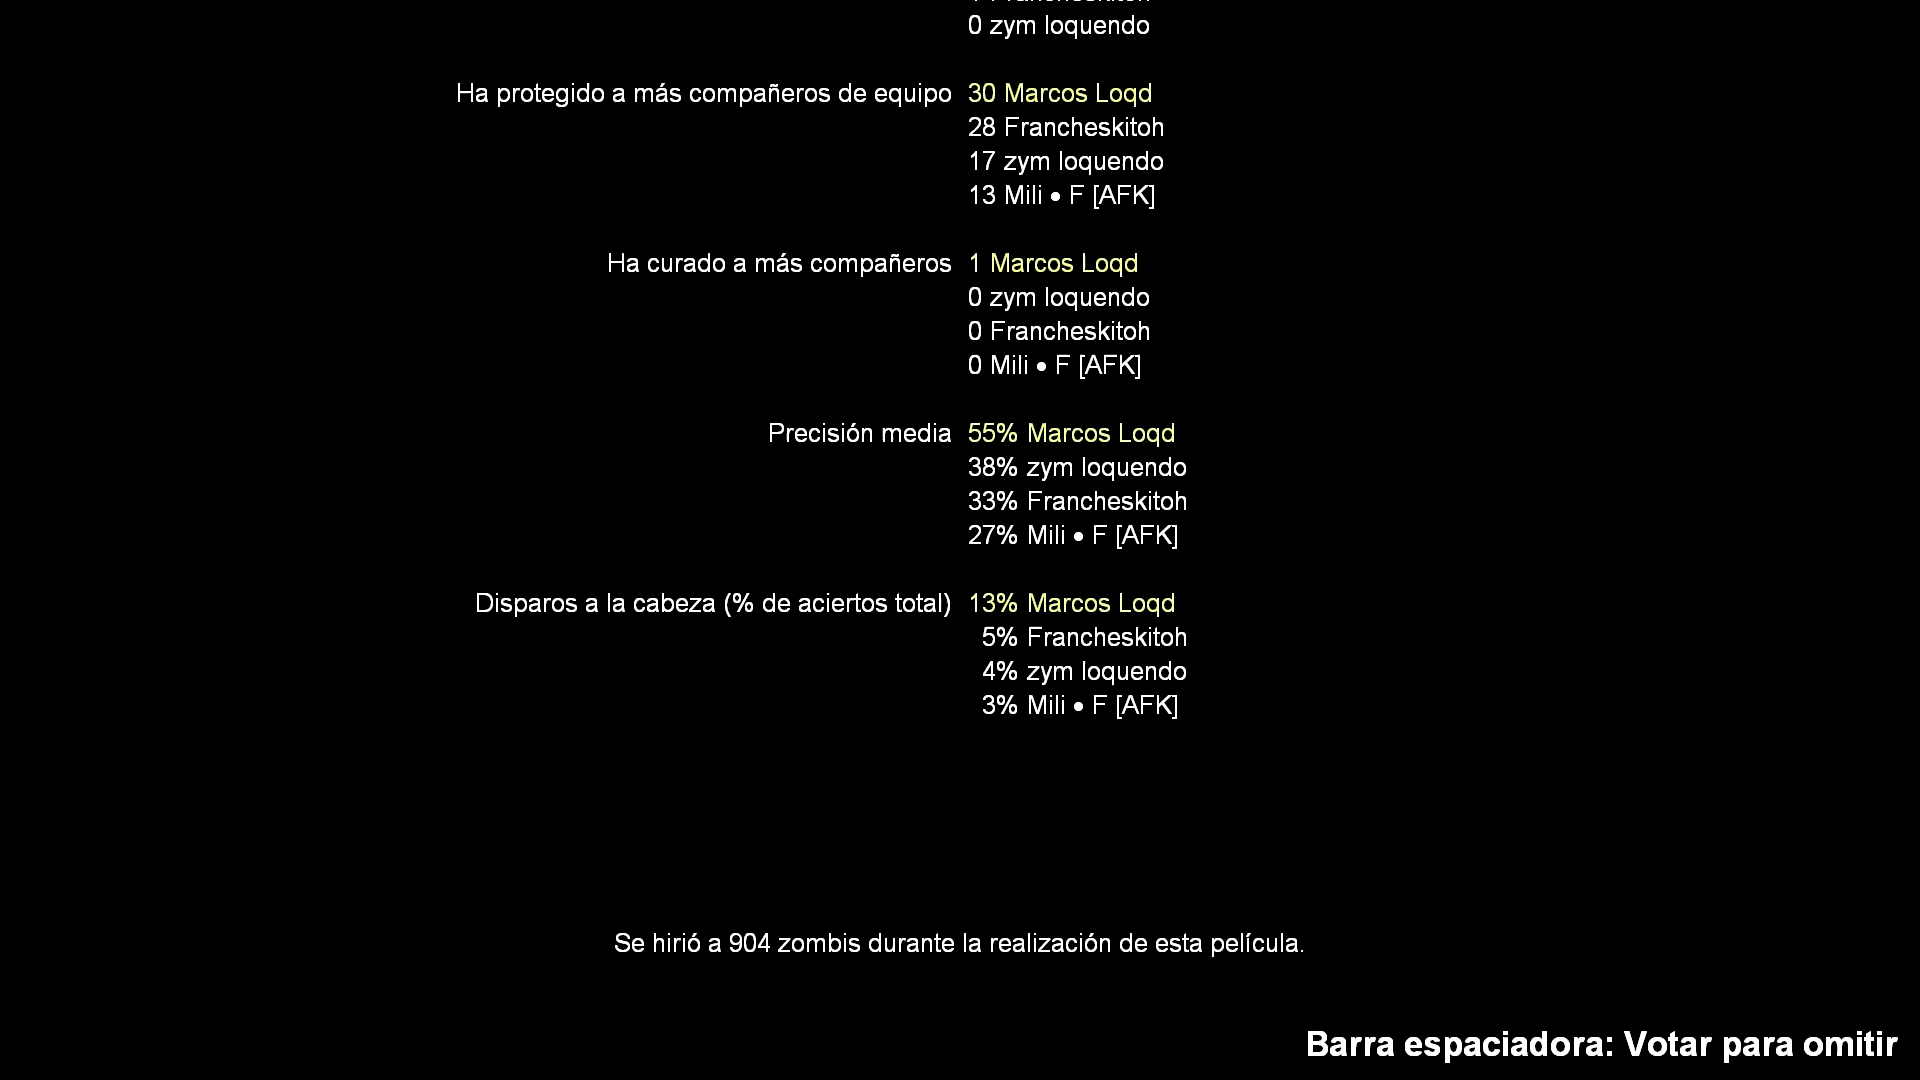 0 zym loquendo
Ha protegido a más compañeros de equipo 30 Marcos Loqd
28 Francheskitoh
17 zym loquendo
13 Mili • F [AFK]
Ha curado a más compañeros 1 Marcos Loqd
0 zym loquendo
0 Francheskitoh
0 Mili • F [AFK]
Precisión media 55% Marcos Loqd
38% zym loquendo
33% Francheskitoh
27% Mili • F [AFK]
Disparos a la cabeza (% de aciertos total) 13% Marcos Loqd
5% Francheskitoh
4% zym loquendo
3% Mili • F [AFK]
Se hirió a 904 zombis durante la realización de esta película.
Barra espaciadora: Votar para omitir